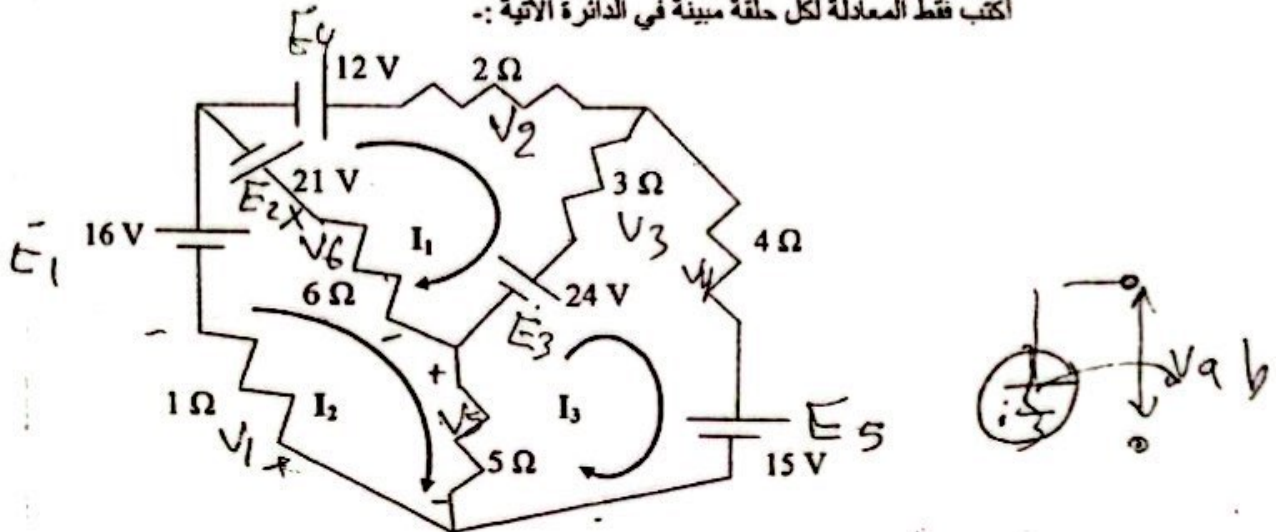 اكتب فقط المعادلة لكل حلقة مبينة في الدائرة الآتية :-
E4
12 V
2 Ω
V2
21 V
E2
3 Ω
V3
16 V
E1
V6
I1
4 Ω
V4
6 Ω
24 V
E3
+
-
1 Ω
V1
I2
V5
5 Ω
I3
E5
15 V
i
Va b